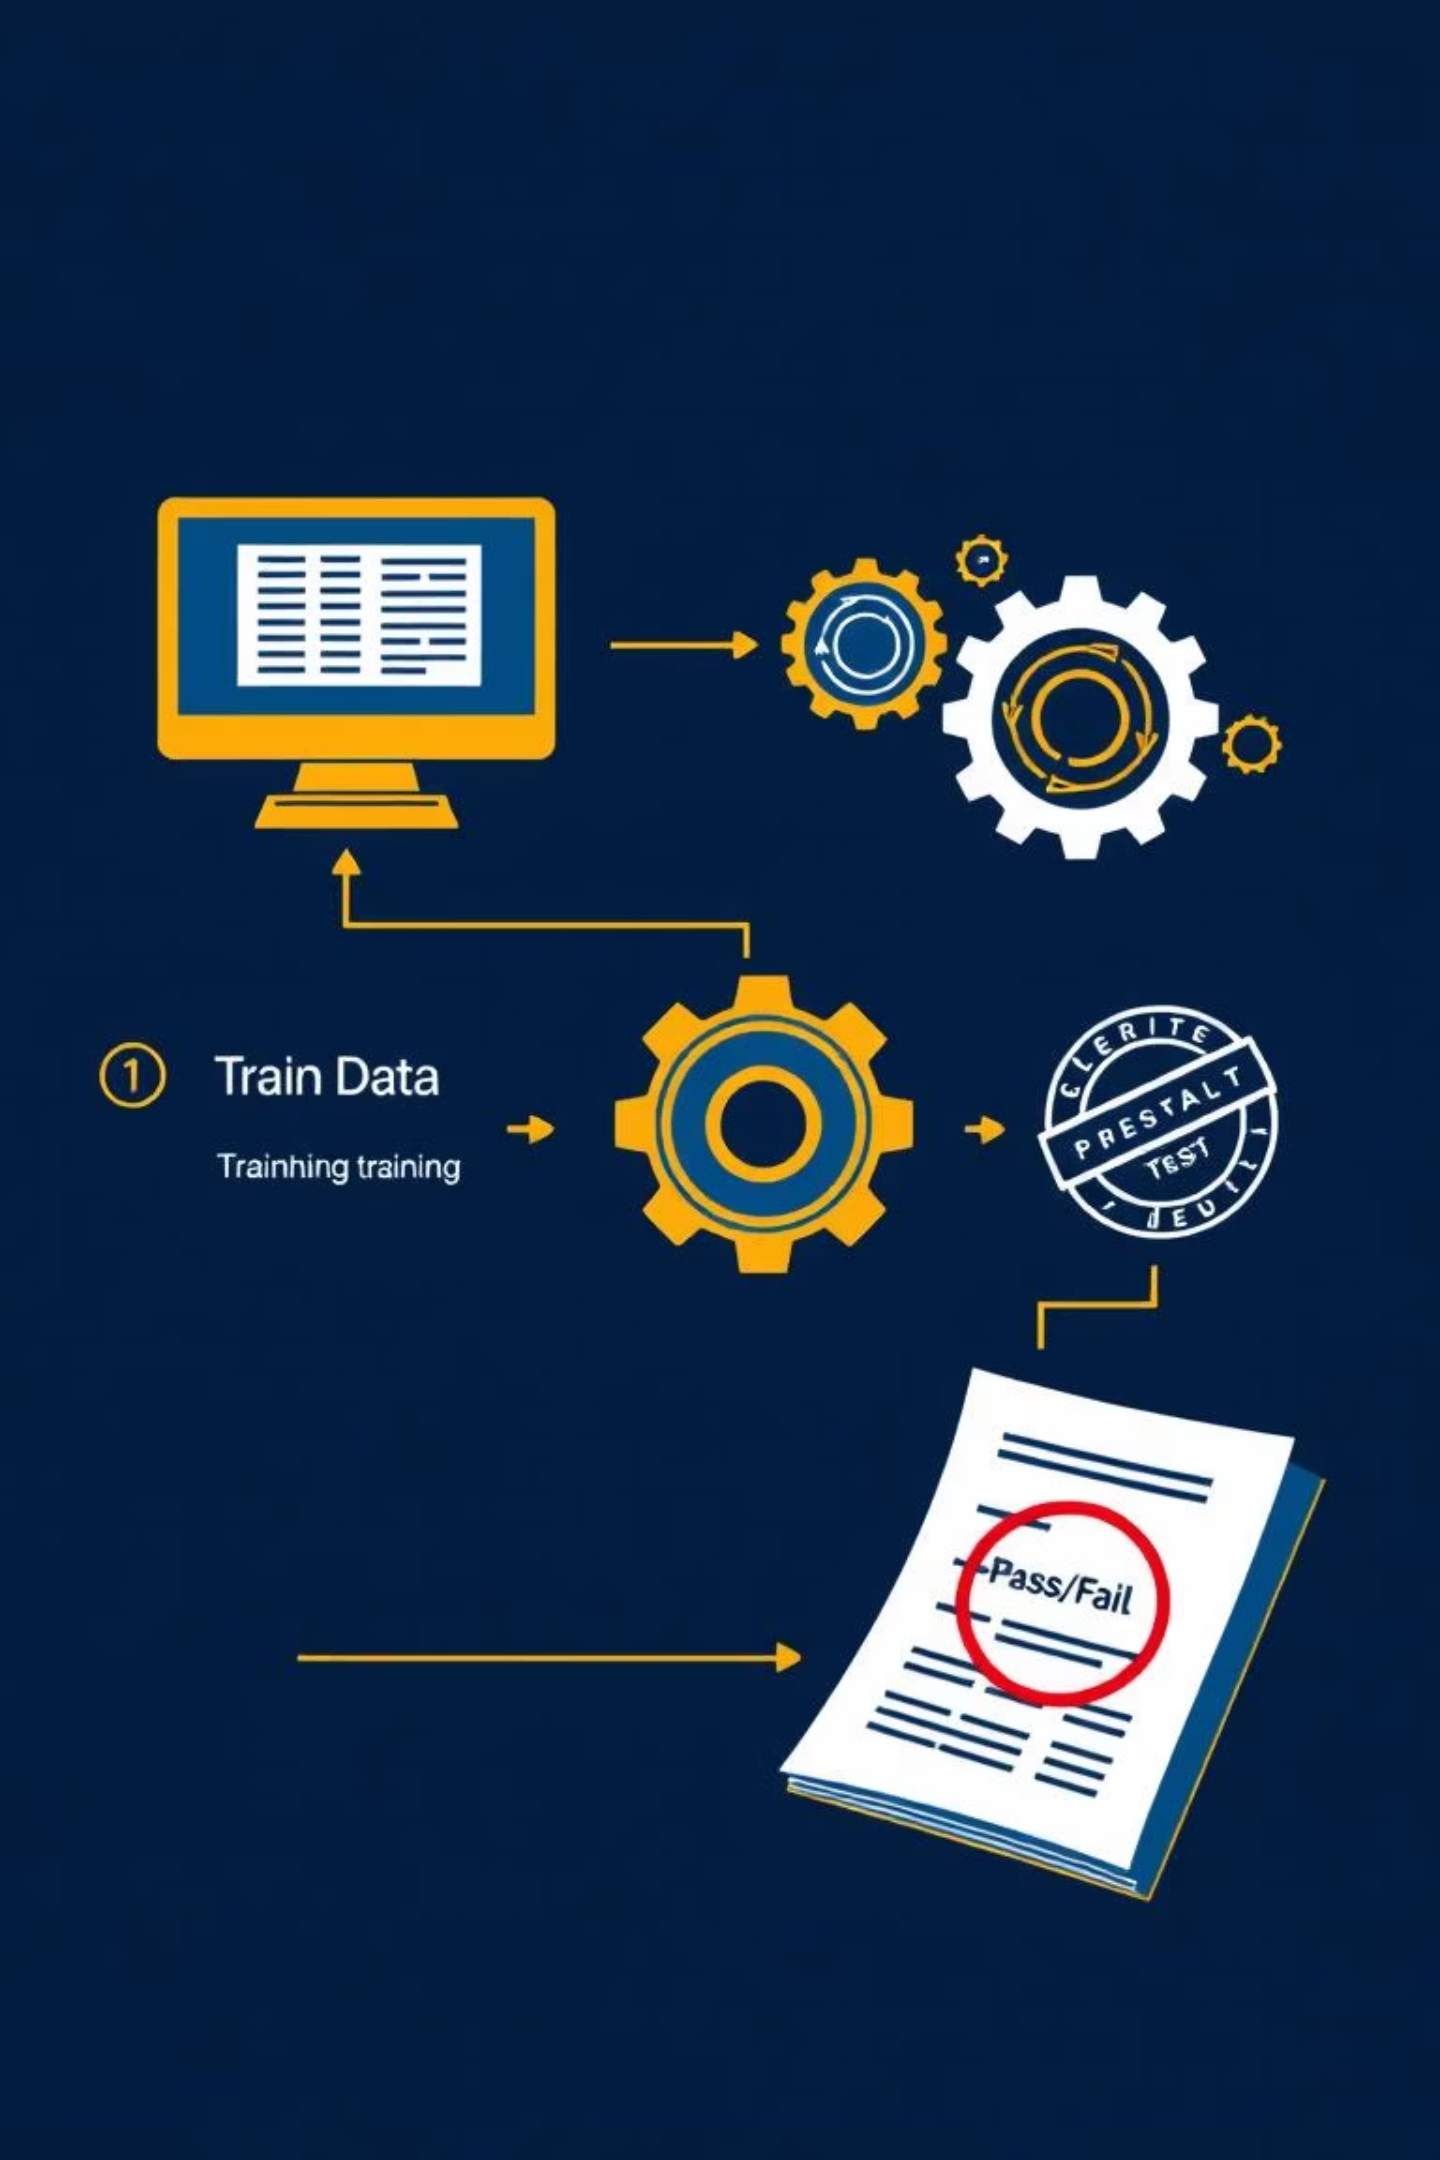 1 Train Data
Trainhing training
PRESTALT
TEST
Pass/Fail